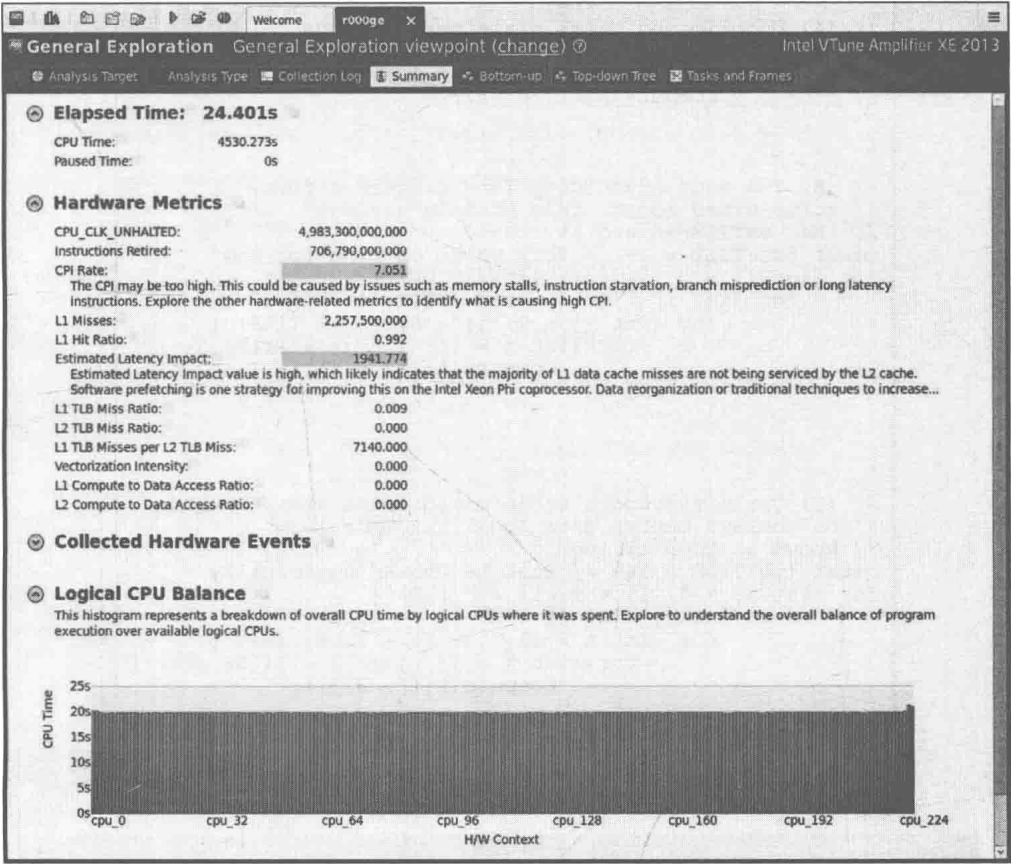 Welcome r000ge ×
General Exploration General Exploration viewpoint (change) Intel VTune Amplifier XE 2013
Analysis Target Analysis Type Collection Log Summary Bottom-up Top-down Tree Tasks and Frames
Elapsed Time: 24.401s
CPU Time: 4530.273s
Paused Time: 0s
Hardware Metrics
CPU_CLK_UNHALTED: 4,983,300,000,000
Instructions Retired: 706,790,000,000
CPI Rate: 7.051
The CPI may be too high. This could be caused by issues such as memory stalls, instruction starvation, branch misprediction or long latency
instructions. Explore the other hardware-related metrics to identify what is causing high CPI.
L1 Misses: 2,257,500,000
L1 Hit Ratio: 0.992
Estimated Latency Impact: 1941.774
Estimated Latency Impact value is high, which likely indicates that the majority of L1 data cache misses are not being serviced by the L2 cache.
Software prefetching is one strategy for improving this on the Intel Xeon Phi coprocessor. Data reorganization or traditional techniques to increase...
L1 TLB Miss Ratio: 0.009
L2 TLB Miss Ratio: 0.000
L1 TLB Misses per L2 TLB Miss: 7140.000
Vectorization Intensity: 0.000
L1 Compute to Data Access Ratio: 0.000
L2 Compute to Data Access Ratio: 0.000
Collected Hardware Events
Logical CPU Balance
This histogram represents a breakdown of overall CPU time by logical CPUs where it was spent. Explore to understand the overall balance of program
execution over available logical CPUs.
25s
20s
15s
10s
5s
0s
CPU Time
cpu_0 cpu_32 cpu_64 cpu_96 cpu_128 cpu_160 cpu_192 cpu_224
H/W Context